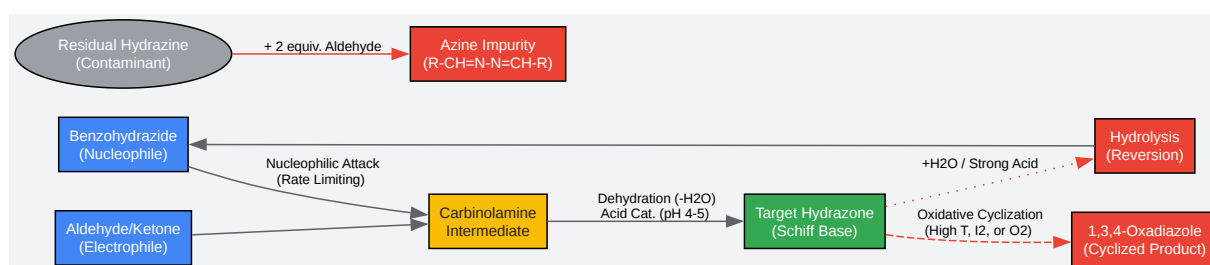 Residual Hydrazine
(Contaminant)
+ 2 equiv. Aldehyde
Azine Impurity
(R-CH=N-N=CH-R)
Benzohydrazide
(Nucleophile)
Nucleophilic Attack
(Rate Limiting)
Aldehyde/Ketone
(Electrophile)
Carbinolamine
Intermediate
Dehydration (-H2O)
Acid Cat. (pH 4-5)
Target Hydrazone
(Schiff Base)
+H2O / Strong Acid
Hydrolysis
(Reversion)
Oxidative Cyclization
(High T, I2, or O2)
1,3,4-Oxadiazole
(Cyclized Product)